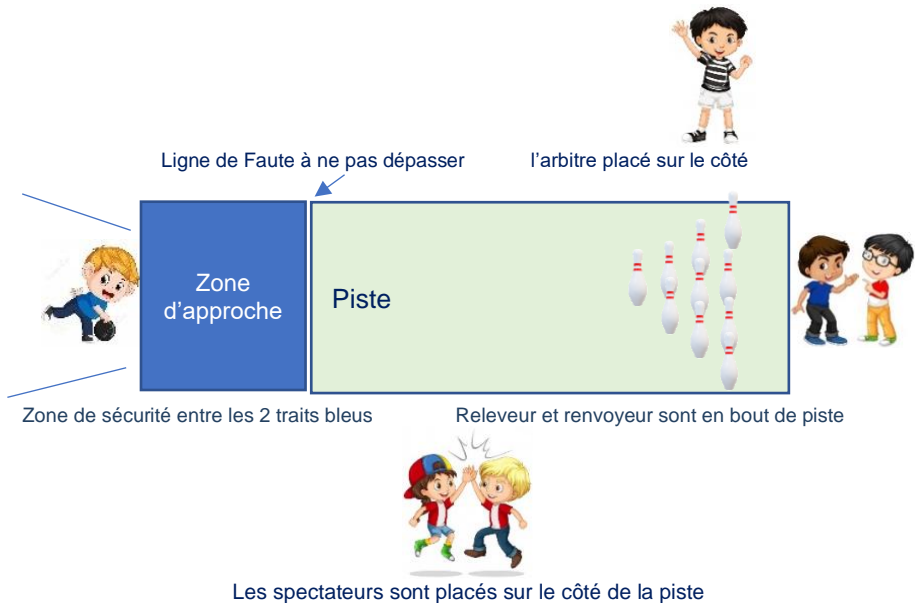 Ligne de Faute à ne pas dépasser
l'arbitre placé sur le côté
Zone
d'approche
Piste
Zone de sécurité entre les 2 traits bleus
Releveur et renvoyeur sont en bout de piste
Les spectateurs sont placés sur le côté de la piste